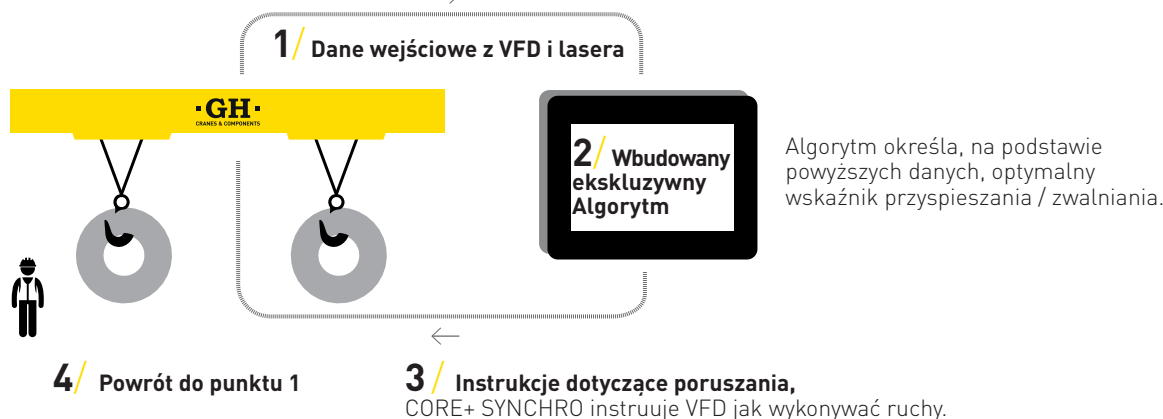 1/ Dane wejściowe z VFD i lasera
·GH·
CRANES & COMPONENTS
2/ Wbudowany
ekskluzywny
Algorytm
Algorytm określa, na podstawie
powyższych danych, optymalny
wskaźnik przyspieszania / zwalniania.
4/ Powrót do punktu 1
3/ Instrukcje dotyczące poruszania,
CORE+ SYNCHRO instruuje VFD jak wykonywać ruchy.